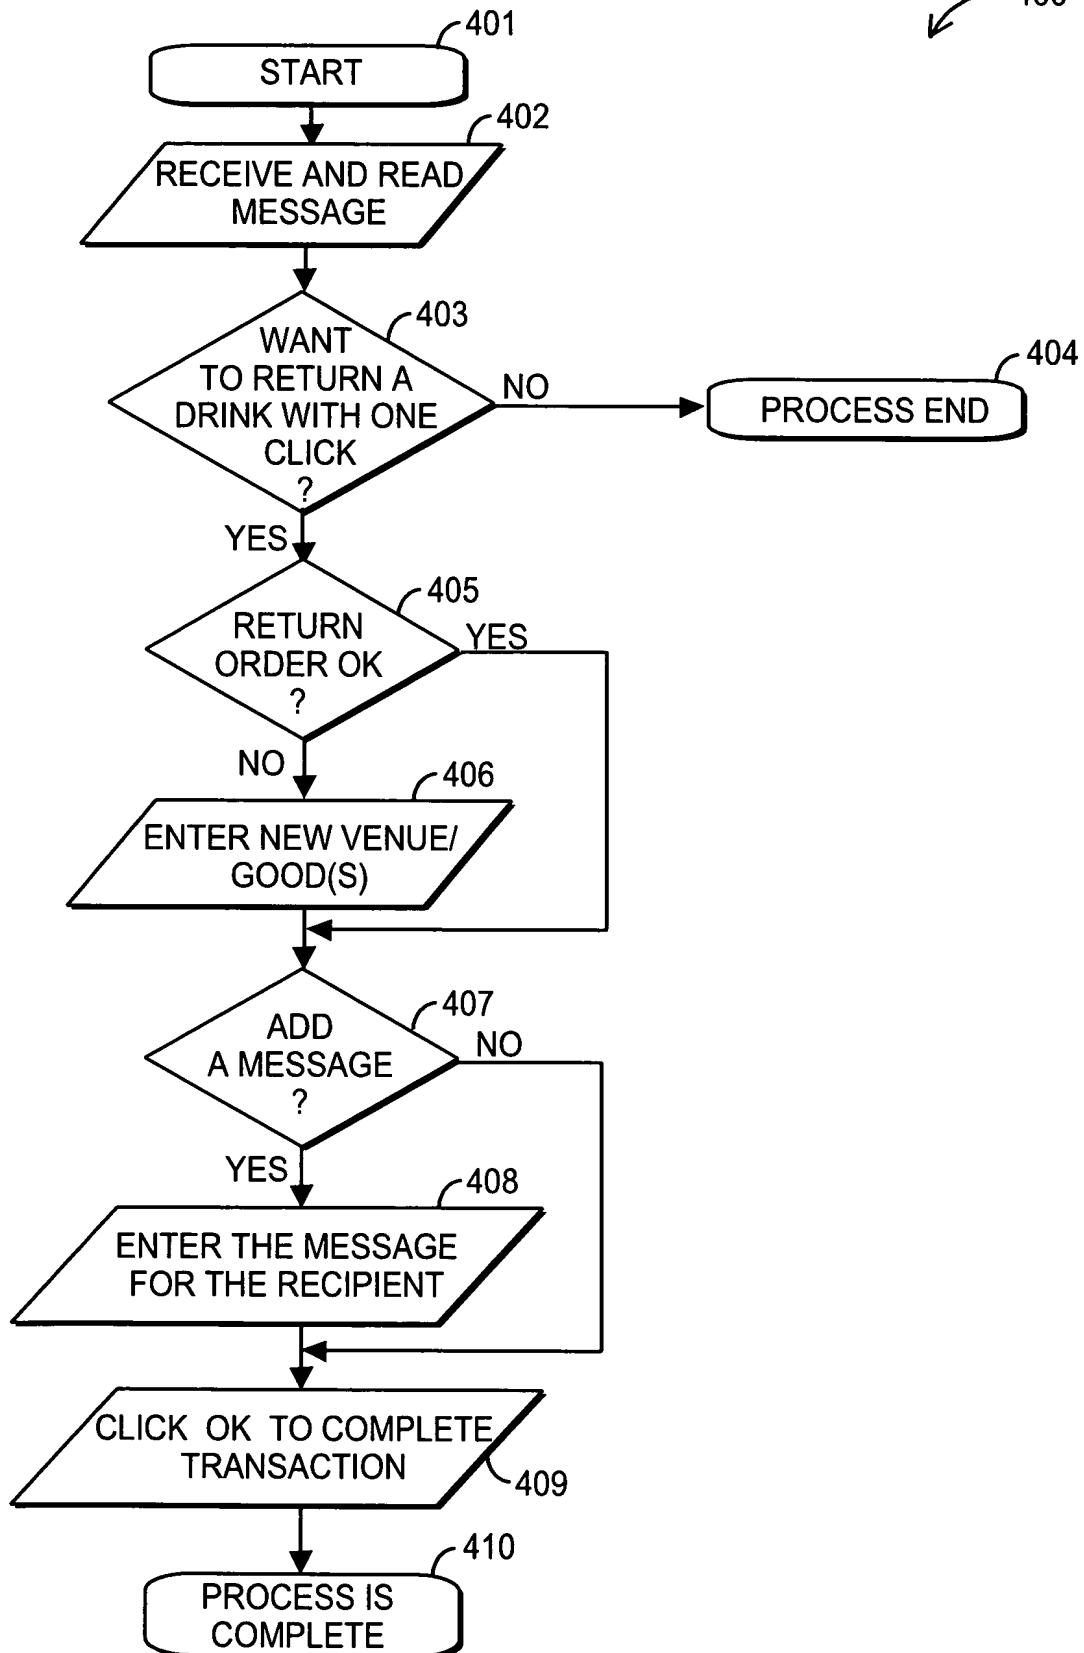 401
START
402
RECEIVE AND READ
MESSAGE
403
WANT
TO RETURN A
DRINK WITH ONE
CLICK
?
NO
404
PROCESS END
YES
405
RETURN
ORDER OK
?
YES
NO
406
ENTER NEW VENUE/
GOOD(S)
407
ADD
A MESSAGE
?
NO
YES
408
ENTER THE MESSAGE
FOR THE RECIPIENT
CLICK OK TO COMPLETE
TRANSACTION
409
410
PROCESS IS
COMPLETE